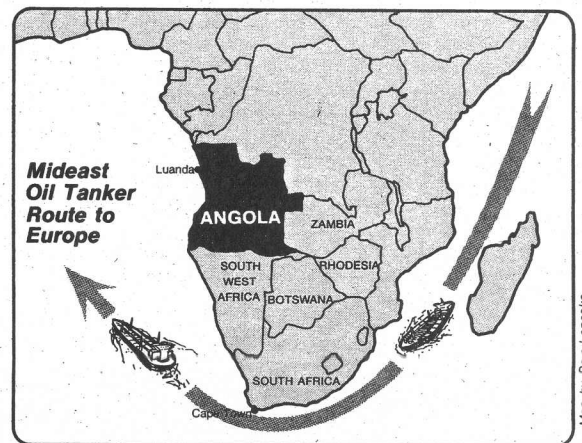 Mideast
Oil Tanker
Route to
Europe
Luanda
ANGOLA
ZAMBIA
SOUTH
WEST
AFRICA
RHODESIA
BOTSWANA
SOUTH AFRICA
Cape Town